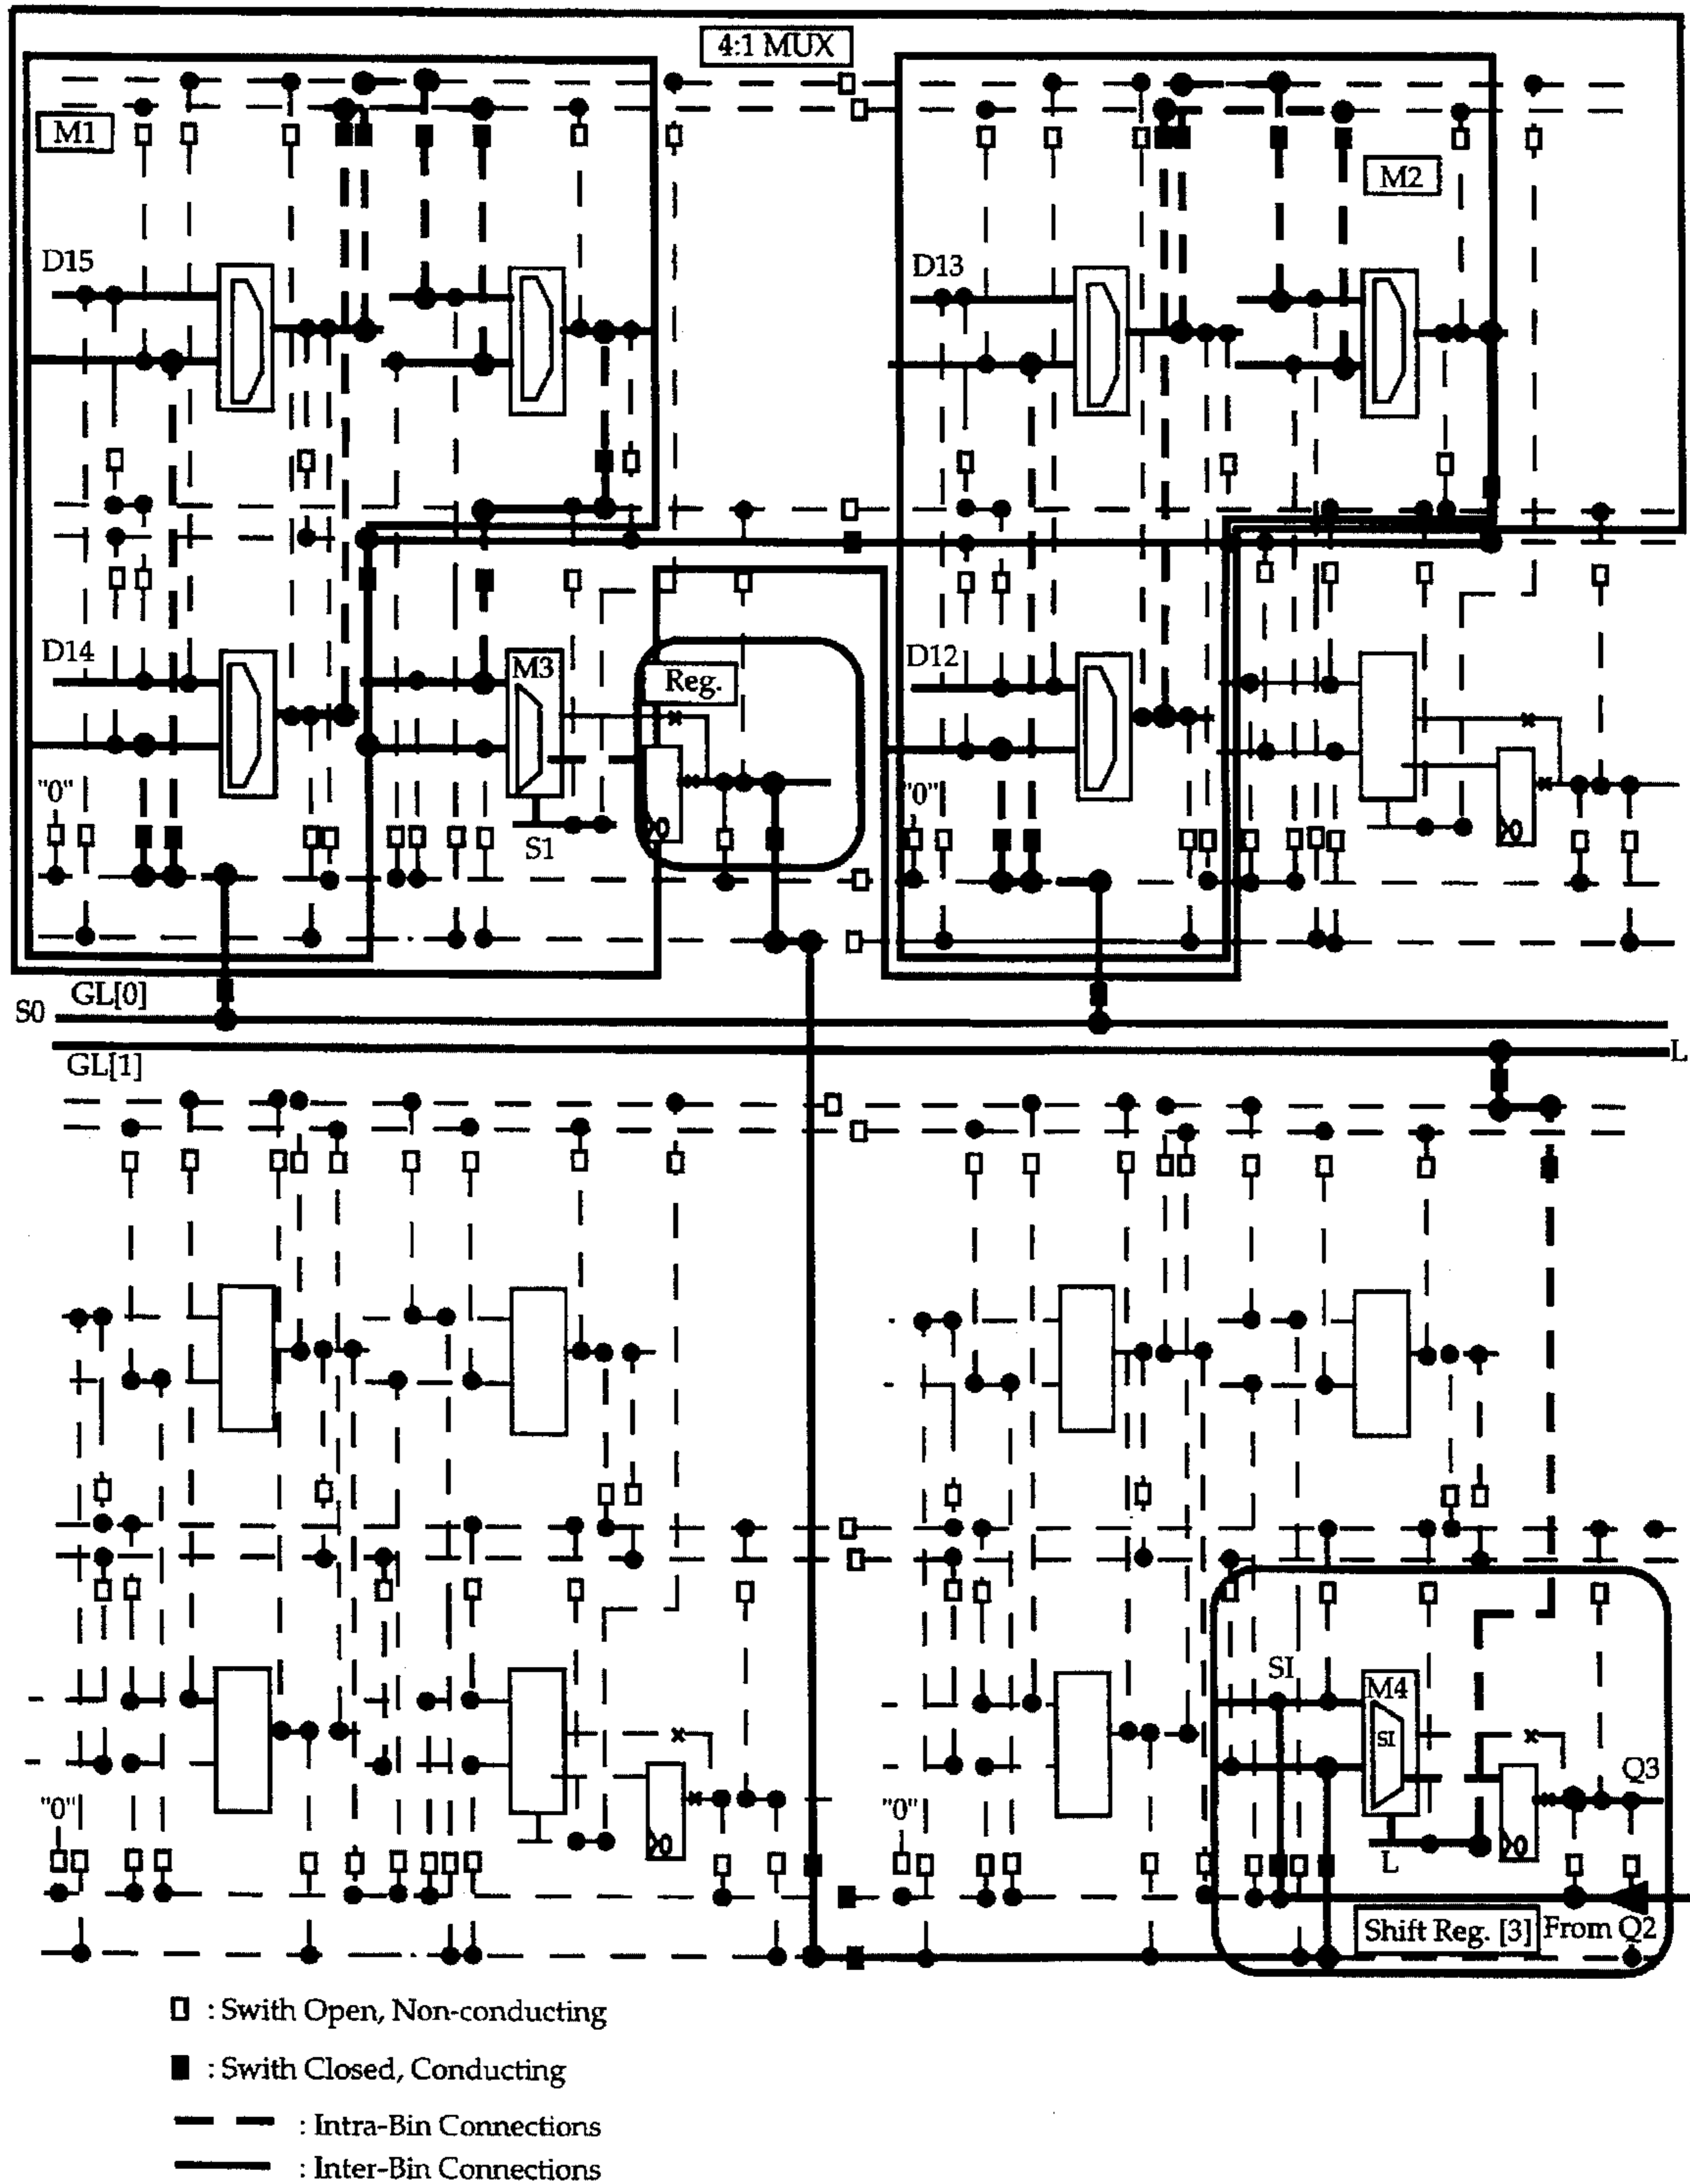 4:1 MUX
M1
M2
D15
D13
D14
M3
Reg.
D12
"0"
S1
"0"
GL[0]
S0
GL[1]
L
SI
M4
SI
Q3
"0"
"0"
L
Shift Reg. [3]
From Q2
: Swith Open, Non-conducting
: Swith Closed, Conducting
: Intra-Bin Connections
: Inter-Bin Connections